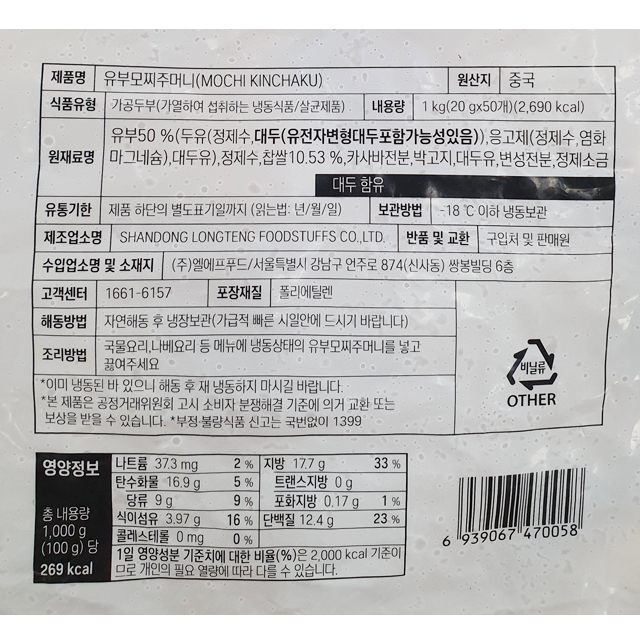 제품명 유부모찌주머니(MOCHI KINCHAKU) 원산지 중국
식품유형 가공두부(가열하여 섭취하는 냉동식품/살균제품) 내용량 1 kg(20 gx50개)(2,690 kcal)
원재료명 유부50 %(두유(정제수,대두(유전자변형대두포함가능성있음)),응고제(정제수,염화
마그네슘),대두유),정제수,찹쌀10.53 %,카사바전분,박고지,대두유,변성전분,정제소금
대두 함유
유통기한 제품 하단의 별도표기일까지 (읽는법: 년/월/일) 보관방법 -18 ℃ 이하 냉동보관
제조업소명 SHANDONG LONGTENG FOODSTUFFS CO.,LTD. 반품 및 교환 구입처 및 판매원
수입업소명 및 소재지 (주)엘에프푸드/서울특별시 강남구 언주로 874(신사동) 쌍봉빌딩 6층
고객센터 1661-6157 포장재질 폴리에틸렌
해동방법 자연해동 후 냉장보관(가급적 빠른 시일안에 드시기 바랍니다)
조리방법 국물요리,나베요리 등 메뉴에 냉동상태의 유부모찌주머니를 넣고
끓여주세요
*이미 냉동된 바 있으니 해동 후 재 냉동하지 마시길 바랍니다.
*본 제품은 공정거래위원회 고시 소비자 분쟁해결 기준에 의거 교환 또는
보상을 받을 수 있습니다. *부정·불량식품 신고는 국번없이 1399
비닐류
OTHER
영양정보
총 내용량
1,000 g
(100 g) 당
269 kcal
나트륨 37.3 mg 2 % 지방 17.7 g 33 %
탄수화물 16.9 g 5 % 트랜스지방 0 g
당류 9 g 9 % 포화지방 0.17 g 1 %
식이섬유 3.97 g 16 % 단백질 12.4 g 23 %
콜레스테롤 0 mg 0 %
1일 영양성분 기준치에 대한 비율(%)은 2,000 kcal 기준이
므로 개인의 필요 열량에 따라 다를 수 있습니다.
6 939067 470058